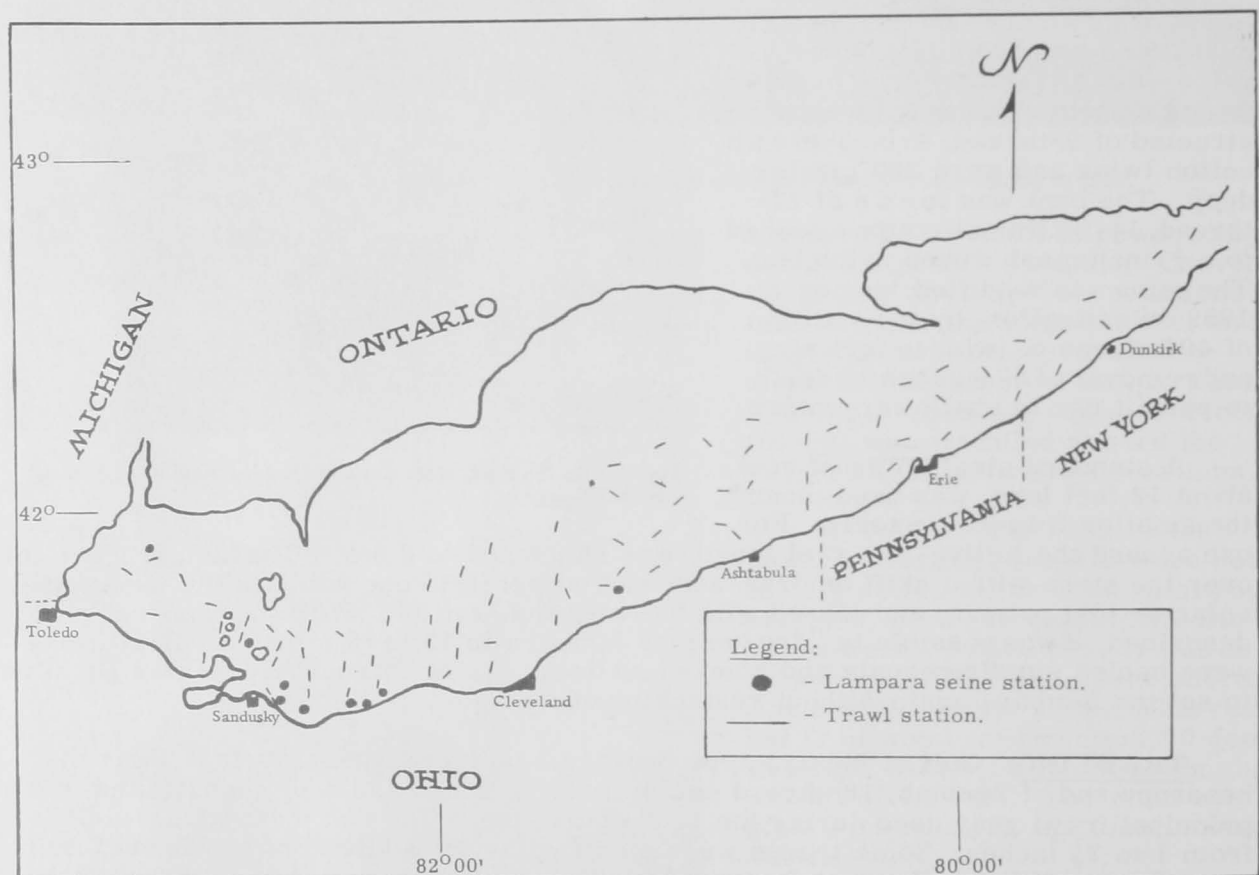 N
43°
MICHIGAN
ONTARIO
Dunkirk
NEW YORK
Erie
42°
PENNSYLVANIA
Ashtabula
Toledo
Legend:
- Lampara seine station.
- Trawl station.
Cleveland
Sandusky
OHIO
82°00'
80°00'